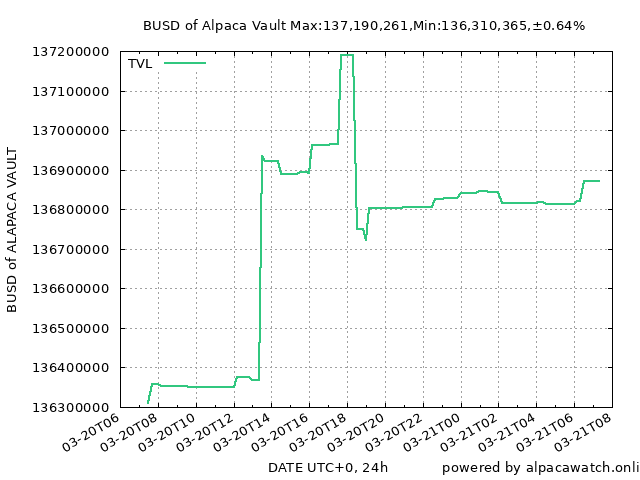 BUSD of Alpaca Vault Max:137,190,261,Min:136,310,365,±0.64%
TVL
137200000
137100000
137000000
136900000
136800000
136700000
136600000
136500000
136400000
136300000
BUSD of ALAPACA VAULT
03-20T06
03-20T08
03-20T10
03-20T12
03-20T14
03-20T16
03-20T18
03-20T20
03-20T22
03-21T00
03-21T02
03-21T04
03-21T06
03-21T08
DATE UTC+0, 24h
powered by alpacawatch.onli